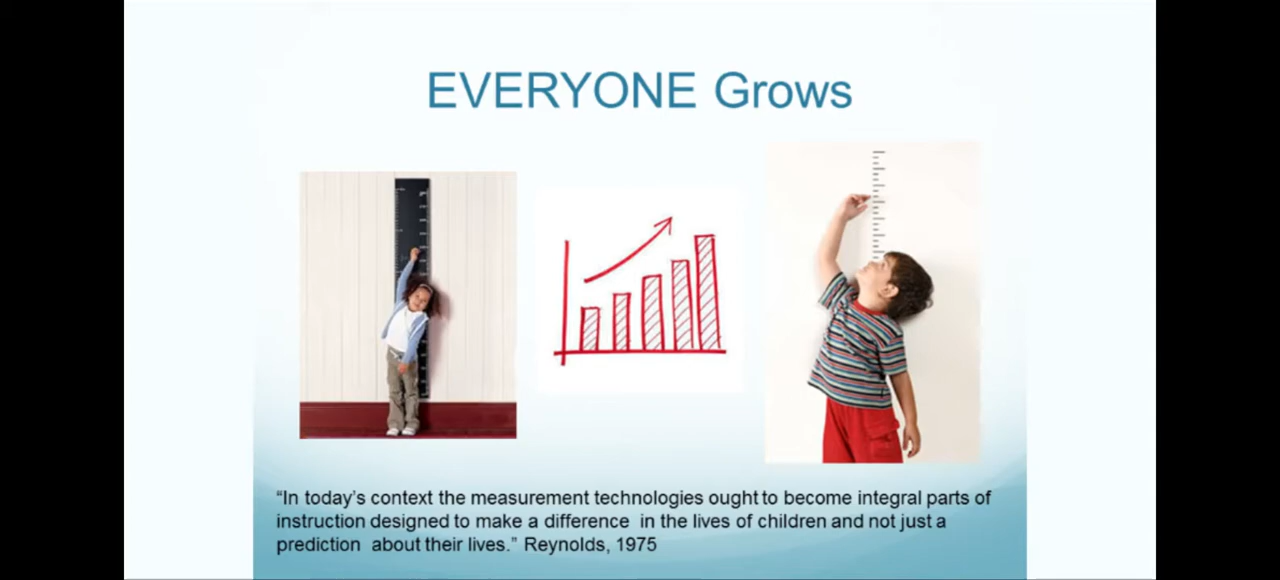 EVERYONE Grows
“In today’s context the measurement technologies ought to become integral parts of
instruction designed to make a difference in the lives of children and not just a
prediction about their lives.” Reynolds, 1975